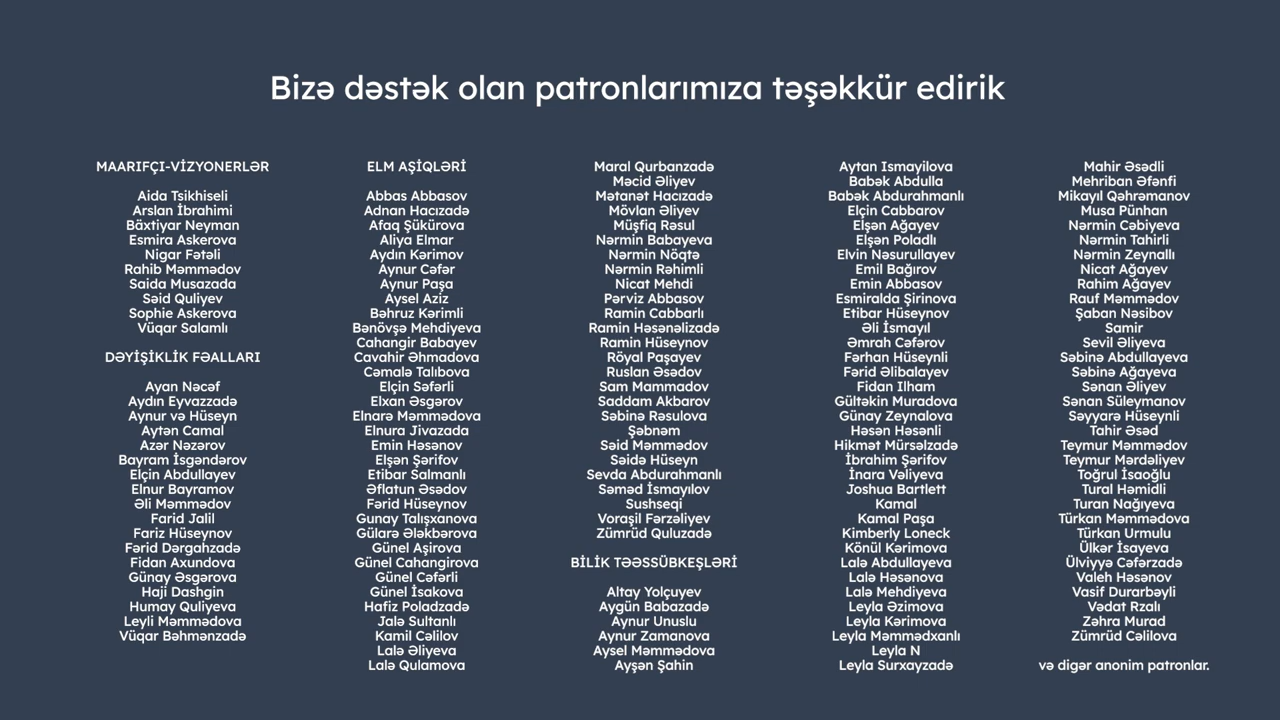 Bizə dəstək olan patronlarımıza təşəkkür edirik
MAARIFÇI-VİZYONERLƏR
Aida Tsikhiseli
Arslan İbrahimi
Bäxtiyar Neyman
Esmira Askerova
Nigar Fətəli
Rahib Məmmədov
Saida Musazada
Səid Quliyev
Sophie Askerova
Vüqar Salamlı
DƏYİŞİKLİK FƏALLARI
Ayan Nəcəf
Aydın Eyvazzadə
Aynur və Hüseyn
Aytən Camal
Azər Nəzərov
Bayram İsgəndərov
Elçin Abdullayev
Elnur Bayramov
Əli Məmmədov
Farid Jalil
Fariz Hüseynov
Fərid Dərgahzadə
Fidan Axundova
Günay Əsgərova
Haji Dashgin
Humay Quliyeva
Leyli Məmmədova
Vüqar Bəhmənzadə
ELM AŞİQLƏRİ
Abbas Abbasov
Adnan Hacızadə
Afaq Şükürova
Aliya Elmar
Aydın Kərimov
Aynur Cəfər
Aynur Paşa
Aysel Aziz
Bəhruz Kərimli
Bənövşə Mehdiyeva
Cahangir Babayev
Cavahir Əhmadova
Cəmalə Talıbova
Elçin Səfərli
Elxan Əsgərov
Elnarə Məmmədova
Elnura Jivazada
Emin Həsənov
Elşən Şərifov
Etibar Salmanlı
Əflatun Əsədov
Fərid Hüseynov
Gunay Talışxanova
Gülarə Ələkbərova
Günel Aşirova
Günel Cahangirova
Günel Cəfərli
Günel İsakova
Hafiz Poladzadə
Jalə Sultanlı
Kamil Cəlilov
Lalə Əliyeva
Lalə Qulamova
Maral Qurbanzadə
Məcid Əliyev
Mətanət Hacızadə
Mövlan Əliyev
Müşfiq Rəsul
Nərmin Babayeva
Nərmin Nöqtə
Nərmin Rəhimli
Nicat Mehdi
Pərviz Abbasov
Ramin Cabbarlı
Ramin Həsənəlizadə
Ramin Hüseynov
Röyal Paşayev
Ruslan Əsədov
Sam Mammadov
Saddam Akbarov
Səbinə Rəsulova
Şəbnəm
Səid Məmmədov
Səidə Hüseyn
Sevda Abdurahmanlı
Səməd İsmayılov
Sushseqi
Voraşil Fərzəliyev
Zümrüd Quluzadə
BİLİK TƏƏSSÜBKEŞLƏRİ
Altay Yolçuyev
Aygün Babazadə
Aynur Unuslu
Aynur Zamanova
Aysel Məmmədova
Ayşən Şahin
Aytan Ismayilova
Babək Abdulla
Babək Abdurahmanlı
Elçin Cabbarov
Elşən Ağayev
Elşən Poladlı
Elvin Nəsurullayev
Emil Bağırov
Emin Abbasov
Esmiralda Şirinova
Etibar Hüseynov
Əli İsmayıl
Əmrah Cəfərov
Fərhan Hüseynli
Fərid Əlibalayev
Fidan Ilham
Gültəkin Muradova
Günay Zeynalova
Həsən Həsənli
Hikmət Mürsəlzadə
İbrahim Şərifov
İnara Vəliyeva
Joshua Bartlett
Kamal
Kamal Paşa
Kimberly Loneck
Könül Kərimova
Lalə Abdullayeva
Lalə Həsənova
Lalə Mehdiyeva
Leyla Əzimova
Leyla Kərimova
Leyla Məmmədxanlı
Leyla N
Leyla Surxayzadə
Mahir Əsədli
Mehriban Əfənfi
Mikayıl Qəhrəmanov
Musa Pünhan
Nərmin Cəbiyeva
Nərmin Tahirli
Nərmin Zeynallı
Nicat Ağayev
Rahim Ağayev
Rauf Məmmədov
Şaban Nəsibov
Samir
Sevil Əliyeva
Səbinə Abdullayeva
Səbinə Ağayeva
Sənan Əliyev
Sənan Süleymanov
Səyyarə Hüseynli
Tahir Əsəd
Teymur Məmmədov
Teymur Mərdəliyev
Toğrul İsaoğlu
Tural Həmidli
Turan Nağıyeva
Türkan Məmmədova
Türkan Urmulu
Ülkər İsayeva
Ülviyyə Cəfərzadə
Valeh Həsənov
Vasif Durarbəyli
Vədat Rzalı
Zəhra Murad
Zümrüd Cəlilova
və digər anonim patronlar.